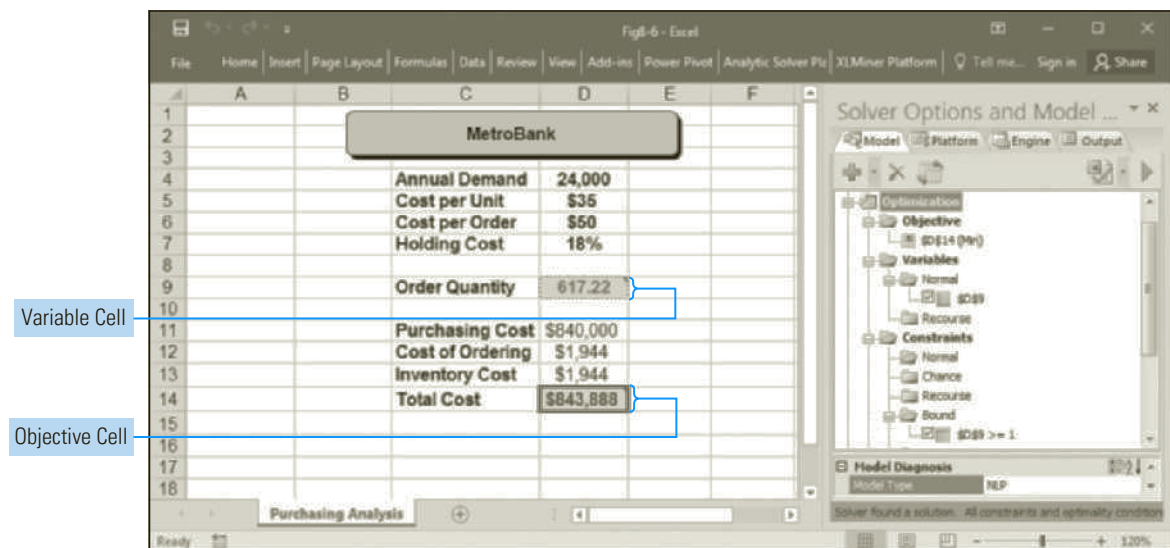 Fig8-6 - Excel
File Home Insert Page Layout Formulas Data Review View Add-ins Power Pivot Analytic Solver Pla XLMiner Platform Tell me... Sign in Share
A B C D E F
Solver Options and Model ...
Model Platform Engine Output
1
2 MetroBank
3
4 Annual Demand 24,000
5 Cost per Unit $35
6 Cost per Order $50
7 Holding Cost 18%
8
9 Order Quantity 617.22
10
11 Purchasing Cost $840,000
12 Cost of Ordering $1,944
13 Inventory Cost $1,944
14 Total Cost $843,888
15
16
17
18
Variable Cell
Objective Cell
Optimization
Objective
$D$14 (Min)
Variables
Normal
$D$9
Recourse
Constraints
Normal
Chance
Recourse
Bound
$D$9 >= 1
Model Diagnosis
Model Type NLP
Solver found a solution. All constraints and optimality condition
Purchasing Analysis
Ready
120%